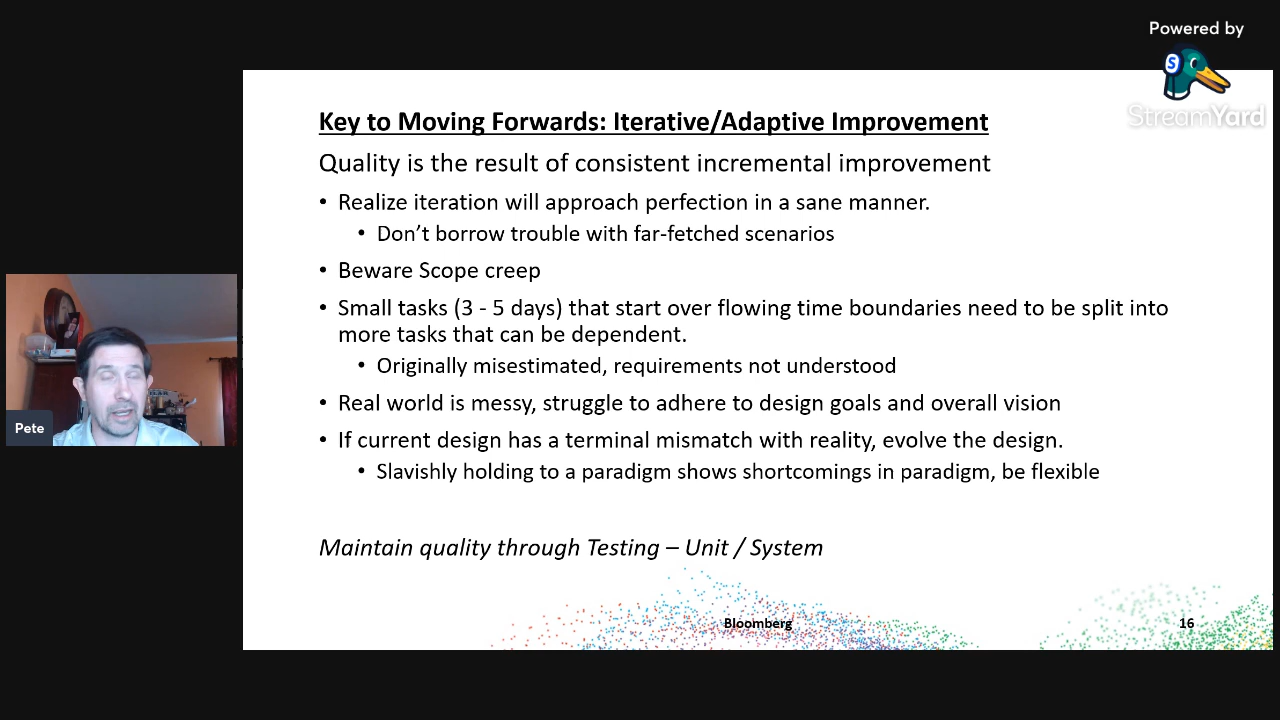 Powered by
StreamYard
Key to Moving Forwards: Iterative/Adaptive Improvement
Quality is the result of consistent incremental improvement
• Realize iteration will approach perfection in a sane manner.
• Don’t borrow trouble with far-fetched scenarios
• Beware Scope creep
• Small tasks (3 - 5 days) that start over flowing time boundaries need to be split into
more tasks that can be dependent.
• Originally misestimated, requirements not understood
• Real world is messy, struggle to adhere to design goals and overall vision
• If current design has a terminal mismatch with reality, evolve the design.
• Slavishly holding to a paradigm shows shortcomings in paradigm, be flexible
Maintain quality through Testing – Unit / System
Bloomberg
16
Pete